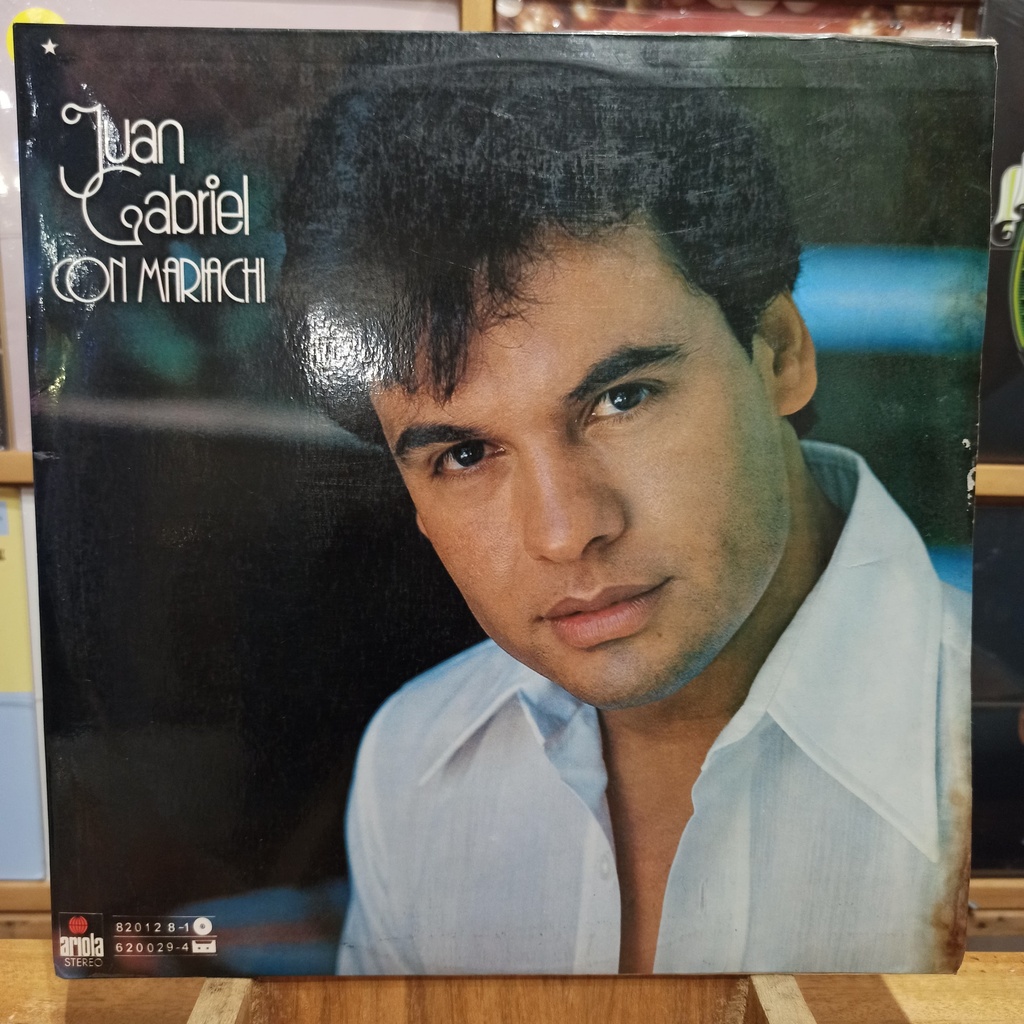 Juan
Gabriel
CON MARIACHI
82012 8-1
620029-4
ariola
STEREO